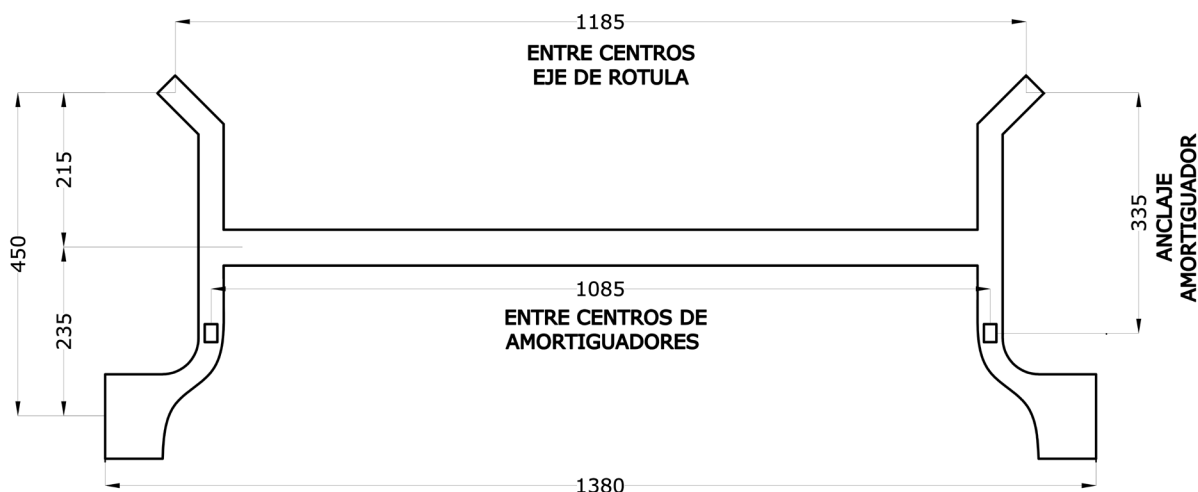 1185
ENTRE CENTROS
EJE DE ROTULA
215
450
235
335
ANCLAJE
AMORTIGUADOR
1085
ENTRE CENTROS DE
AMORTIGUADORES
1380